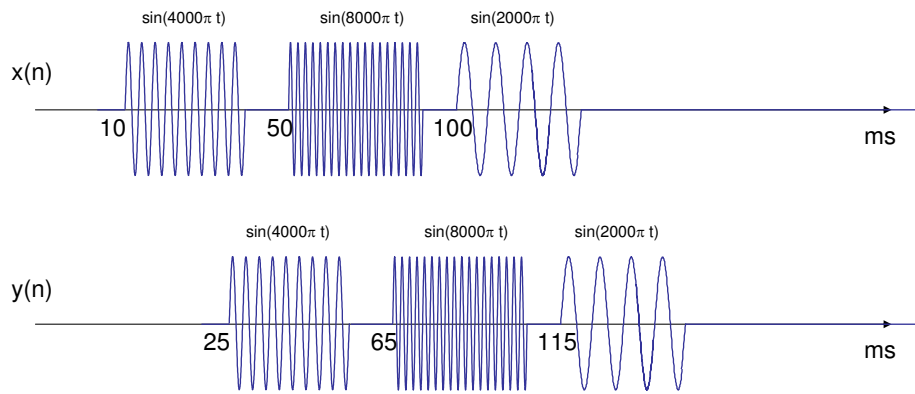 sin(4000π t) sin(8000π t) sin(2000π t)
x(n)
10 50 100
ms
sin(4000π t) sin(8000π t) sin(2000π t)
y(n)
25 65 115
ms